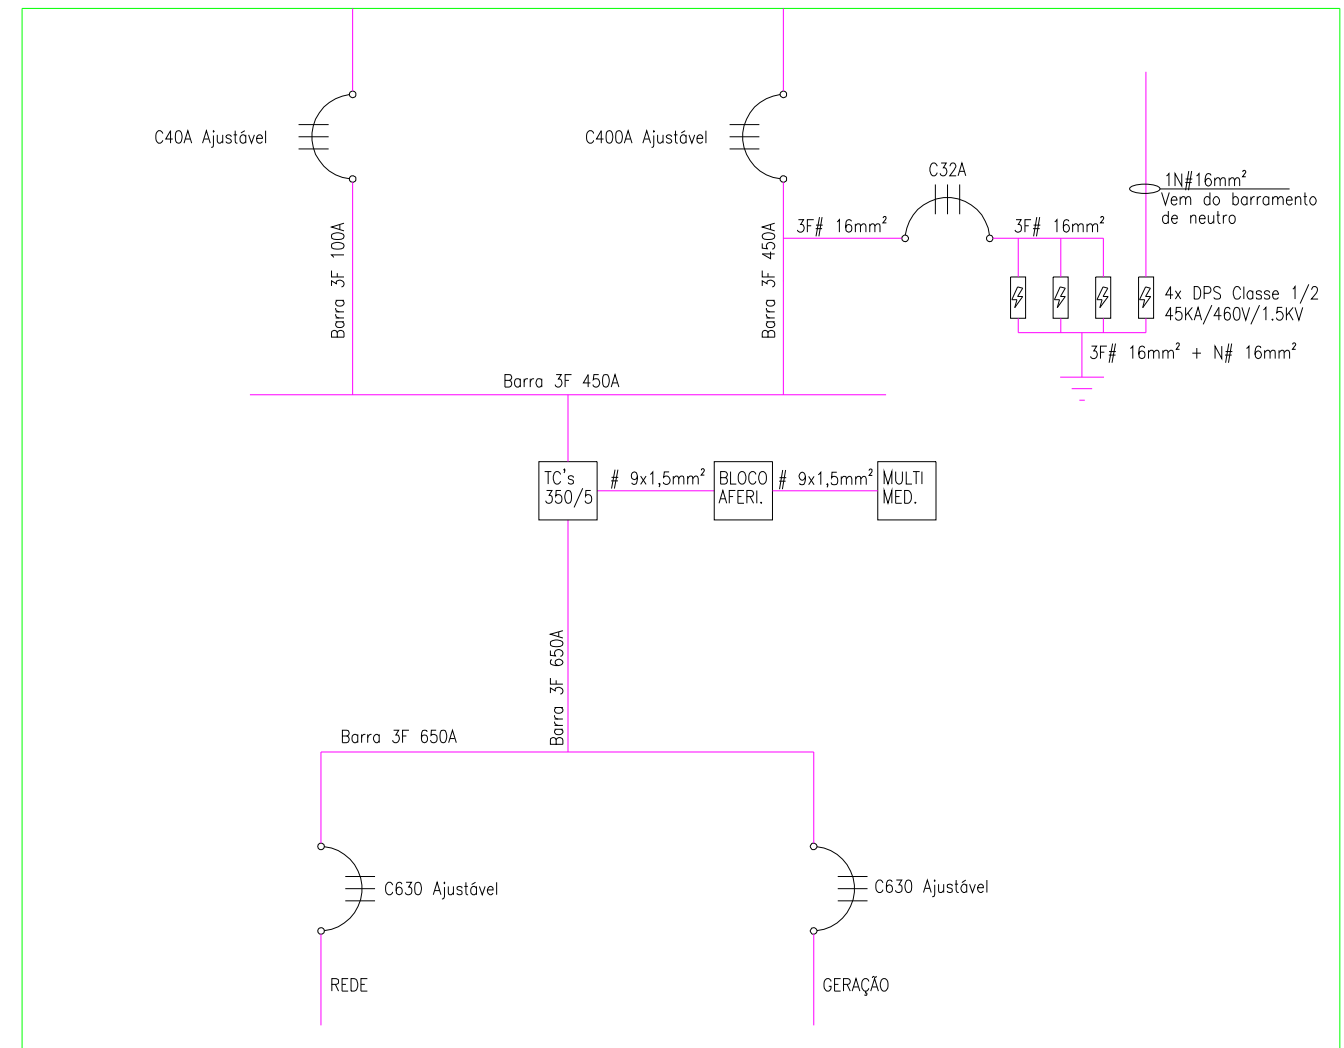 C40A Ajustável
C400A Ajustável
C32A
1N#16mm²
Vem do barramento
de neutro
3F# 16mm²
3F# 16mm²
Barra 3F 100A
Barra 3F 450A
4x DPS Classe 1/2
45KA/460V/1.5KV
3F# 16mm² + N# 16mm²
Barra 3F 450A
TC's
350/5
# 9x1,5mm²
BLOCO
AFERI.
# 9x1,5mm²
MULTI
MED.
Barra 3F 650A
Barra 3F 650A
C630 Ajustável
C630 Ajustável
REDE
GERAÇÃO